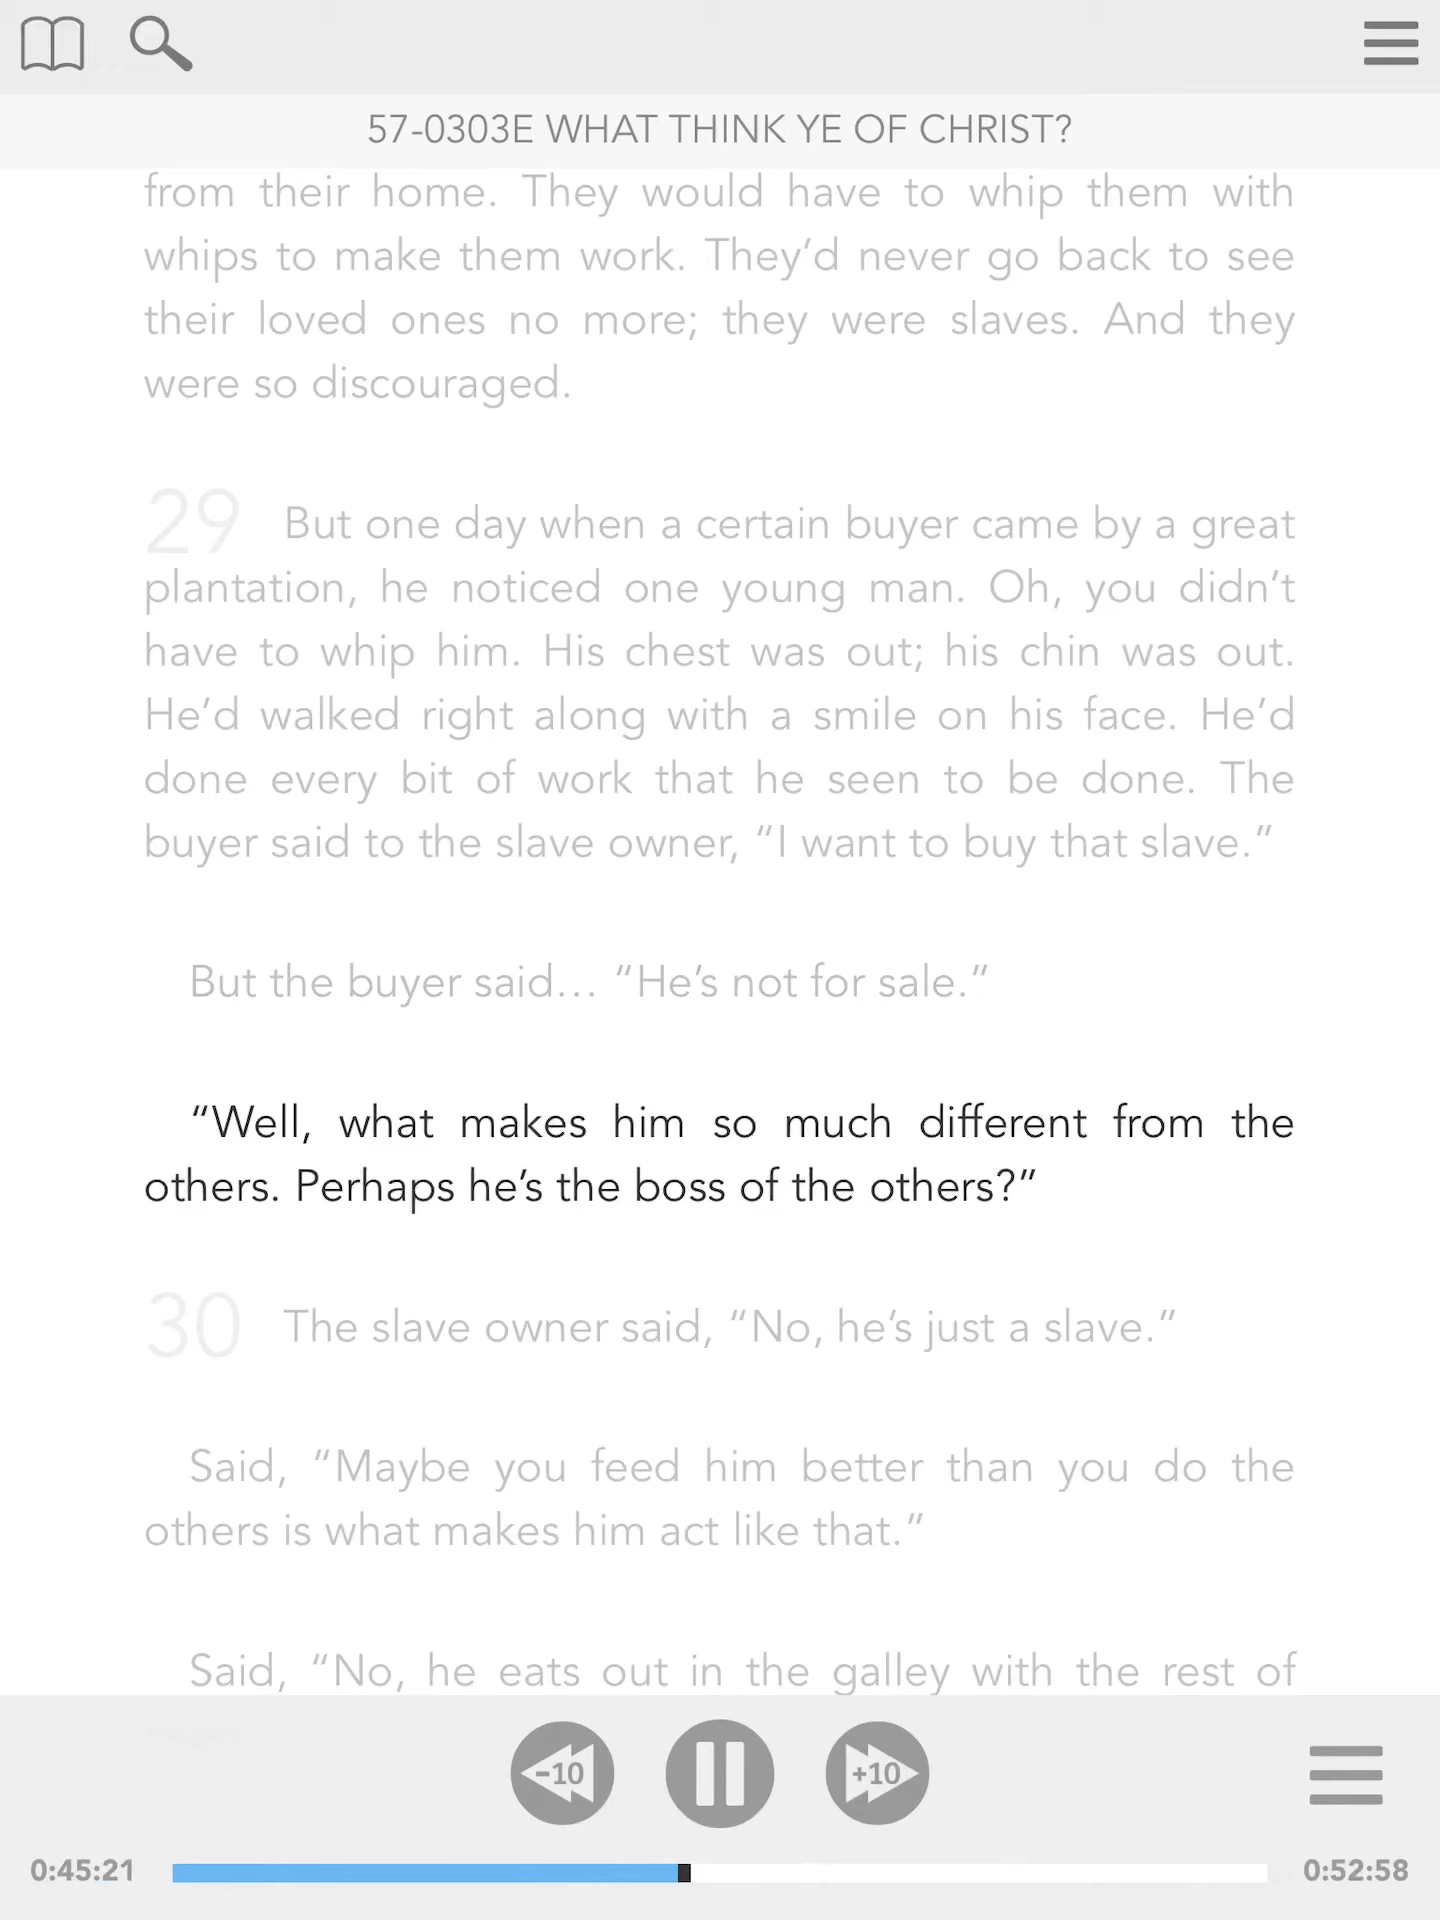 57-0303E WHAT THINK YE OF CHRIST?
from their home. They would have to whip them with
whips to make them work. They’d never go back to see
their loved ones no more; they were slaves. And they
were so discouraged.
29 But one day when a certain buyer came by a great
plantation, he noticed one young man. Oh, you didn’t
have to whip him. His chest was out; his chin was out.
He’d walked right along with a smile on his face. He’d
done every bit of work that he seen to be done. The
buyer said to the slave owner, “I want to buy that slave.”
But the buyer said… “He’s not for sale.”
“Well, what makes him so much different from the
others. Perhaps he’s the boss of the others?”
30 The slave owner said, “No, he’s just a slave.”
Said, “Maybe you feed him better than you do the
others is what makes him act like that.”
Said, “No, he eats out in the galley with the rest of
-10 +10
0:45:21 0:52:58